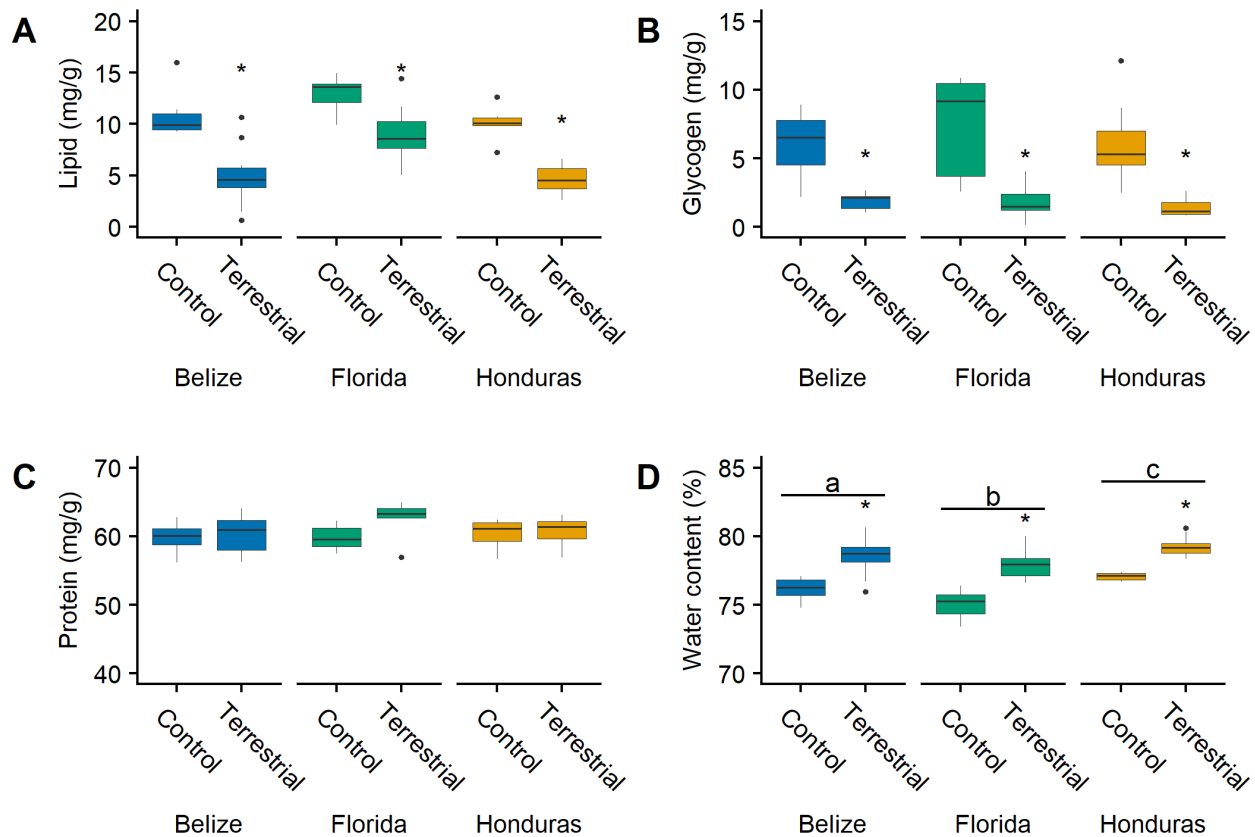 A
Lipid (mg/g)
20
15
10
5
0
*
*
*
Control
Terrestrial
Control
Terrestrial
Control
Terrestrial
Belize
Florida
Honduras
B
Glycogen (mg/g)
15
10
5
0
*
*
*
Control
Terrestrial
Control
Terrestrial
Control
Terrestrial
Belize
Florida
Honduras
C
Protein (mg/g)
70
60
50
40
Control
Terrestrial
Control
Terrestrial
Control
Terrestrial
Belize
Florida
Honduras
D
Water content (%)
85
80
75
70
a
b
c
*
*
*
Control
Terrestrial
Control
Terrestrial
Control
Terrestrial
Belize
Florida
Honduras